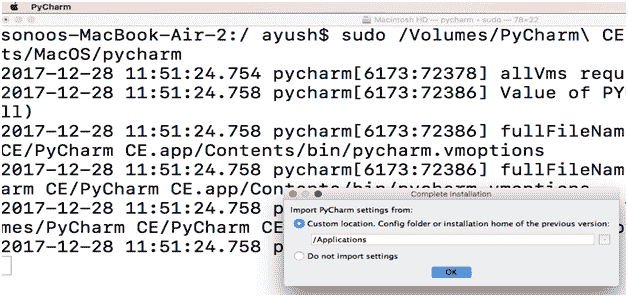 PyCharm
Macintosh HD — pycharm • sudo — 78×22
sonoos-MacBook-Air-2:/ ayush$ sudo /Volumes/PyCharm\ CE
ts/MacOS/pycharm
2017-12-28 11:51:24.754 pycharm[6173:72378] allVms requ
2017-12-28 11:51:24.758 pycharm[6173:72386] Value of PY
ll)
2017-12-28 11:51:24.758 pycharm[6173:72386] fullFileNam
CE/PyCharm CE.app/Contents/bin/pycharm.vmoptions
2017-12-28 11:51:24.758 pycharm[6173:72386] fullFileNam
arm CE/PyCharm CE.app/Contents/bin/pycharm.vmoptions
2017-12-28 11:51:24.758
mes/PyCharm CE/PyCharm C
2017-12-28 11:51:24.758
Complete Installation
Import PyCharm settings from:
Custom location. Config folder or installation home of the previous version:
/Applications
Do not import settings
OK